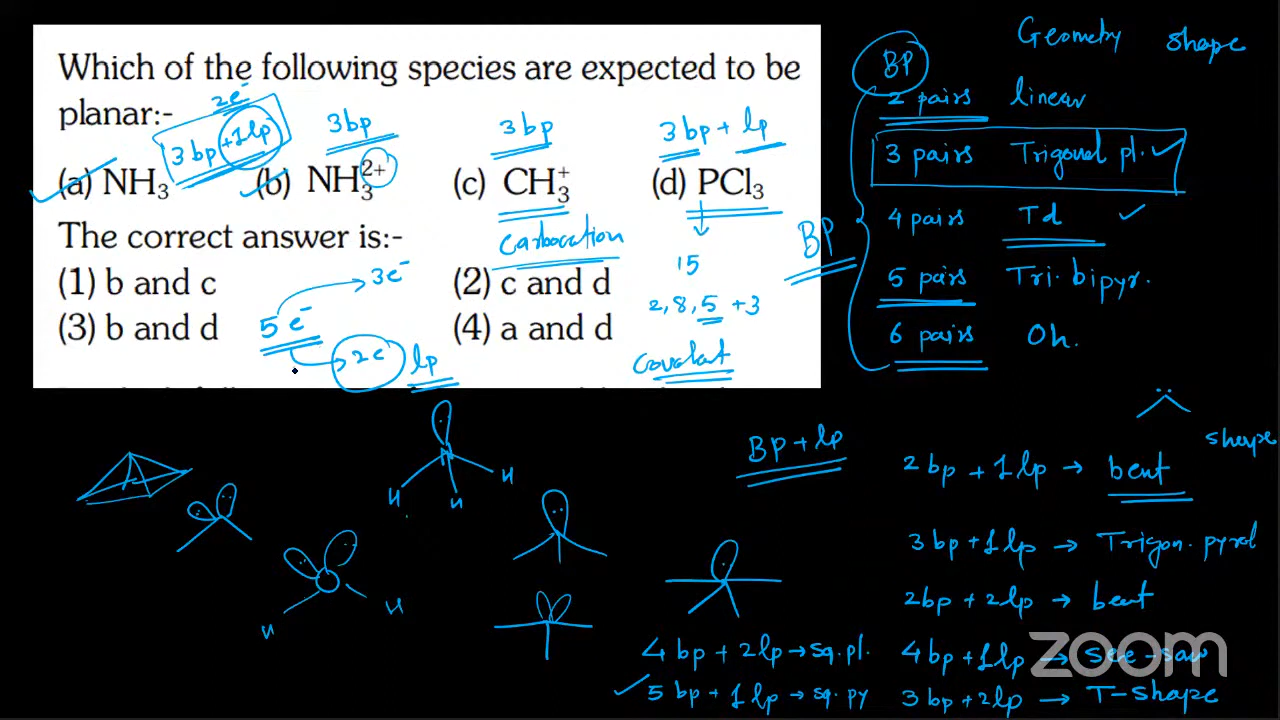 Which of the following species are expected to be
planar:-
2e⁻
3bp +1lp
3bp
3bp
3bp + lp
(a) NH₃ (b) NH₃²⁺ (c) CH₃⁺ (d) PCl₃
carbocation
The correct answer is:-
15
(1) b and c (2) c and d
3e⁻
2,8,5 +3
(3) b and d (4) a and d
5e⁻
2e⁻ lp
covalent
Geometry shape
BP
2 pairs linear
3 pairs Trigonal pl.
4 pairs Td
BP
5 pairs Tri. bipyr.
6 pairs Oh.
N
H H H
H H
BP + lp
shape
2bp + 1lp → bent
3bp + 1lp → Trigon. pyrd
2bp + 2lp → bent
4bp + 2lp → sq. pl.
4bp + 1lp → see-saw
5bp + 1lp → sq. py
3bp + 2lp → T-shape
zoom